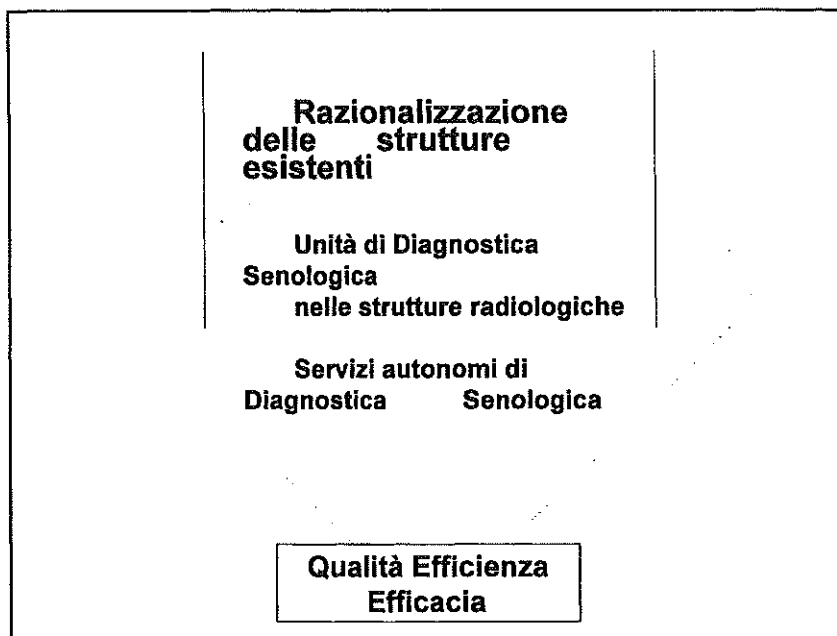 Razionalizzazione
delle strutture
esistenti
Unità di Diagnostica
Senologica
nelle strutture radiologiche
Servizi autonomi di
Diagnostica Senologica
Qualità Efficienza
Efficacia